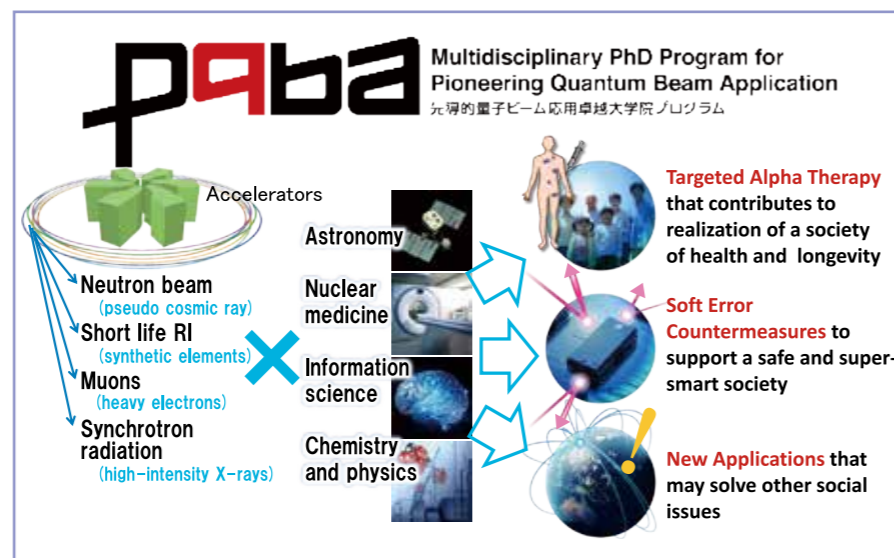 pqba
Multidisciplinary PhD Program for
Pioneering Quantum Beam Application
先導的量子ビーム応用卓越大学院プログラム
Accelerators
Neutron beam
(pseudo cosmic ray)
Short life RI
(synthetic elements)
Muons
(heavy electrons)
Synchrotron
radiation
(high-intensity X-rays)
Astronomy
Nuclear
medicine
Information
science
Chemistry
and physics
Targeted Alpha Therapy
that contributes to
realization of a society
of health and longevity
Soft Error
Countermeasures to
support a safe and super-
smart society
New Applications that
may solve other social
issues